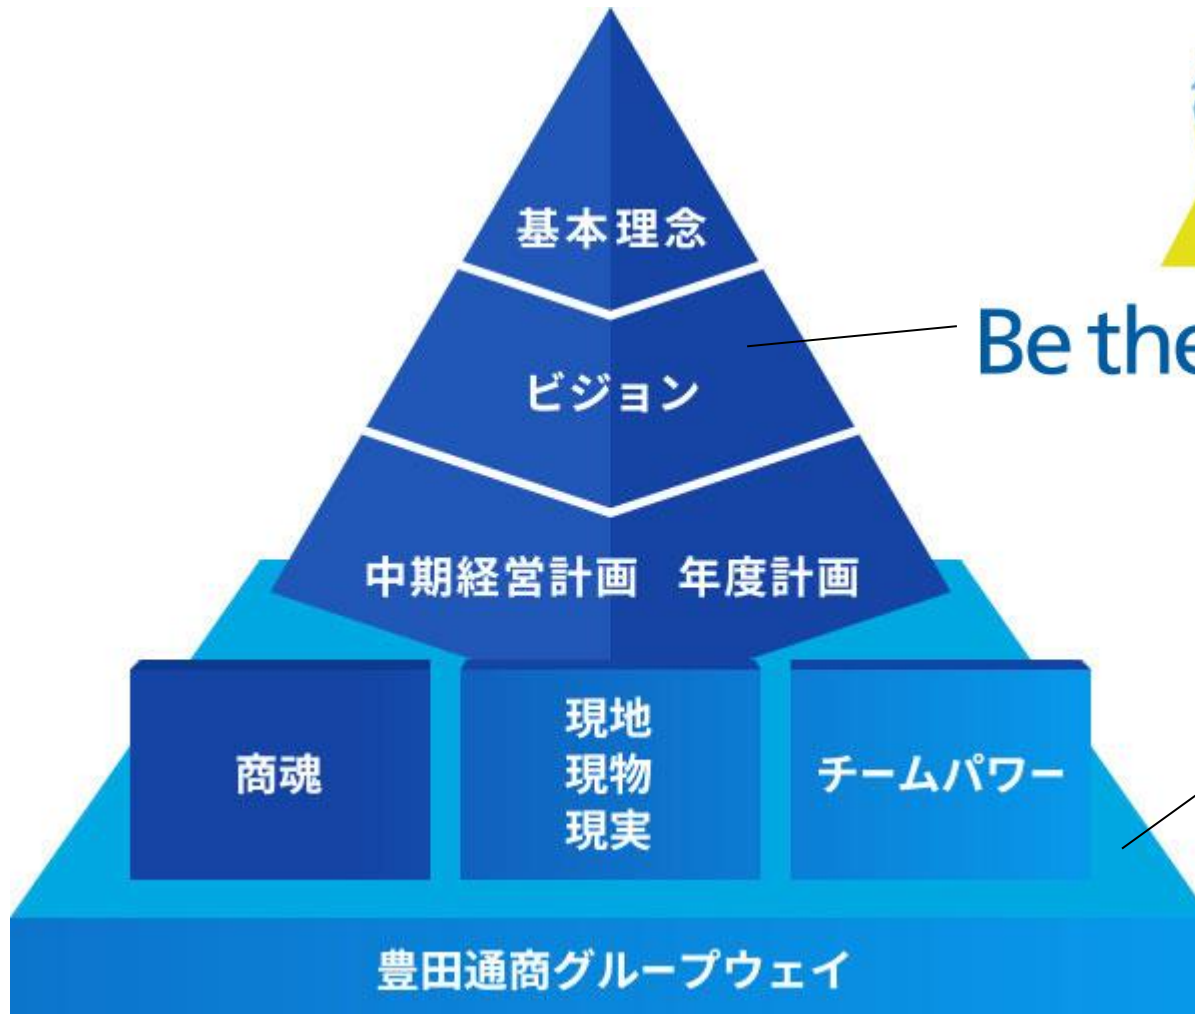 基本理念
ビジョン
Be the
中期経営計画 年度計画
商魂
現地
現物
現実
チームパワー
豊田通商グループウェイ